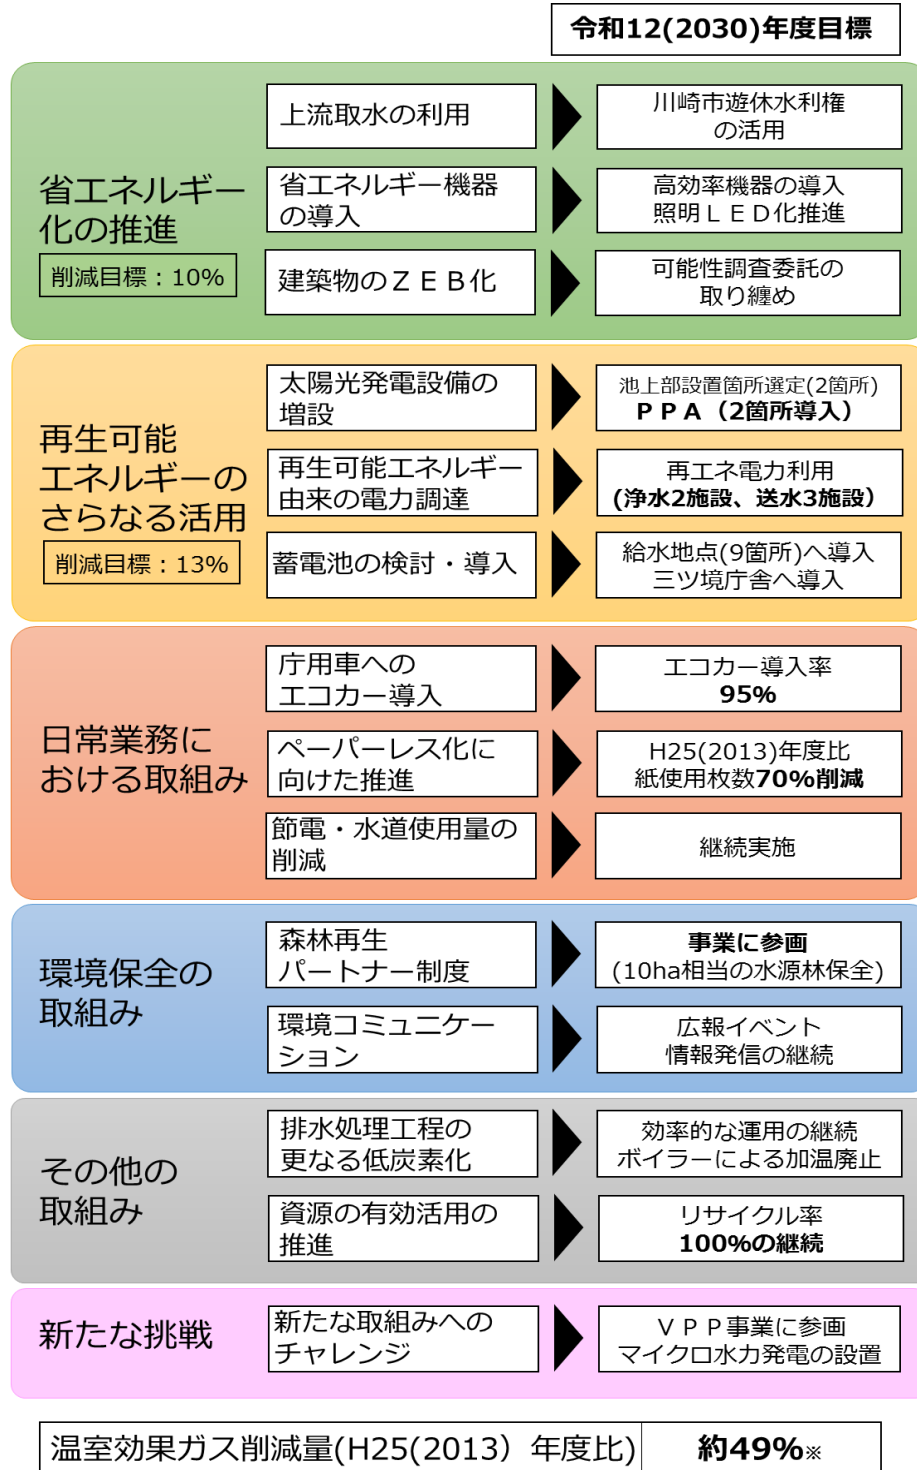 令和12(2030)年度目標
省エネルギー
化の推進
削減目標：10%
上流取水の利用
川崎市遊休水利権
の活用
省エネルギー機器
の導入
高効率機器の導入
照明ＬＥＤ化推進
建築物のＺＥＢ化
可能性調査委託の
取り纏め
再生可能
エネルギーの
さらなる活用
削減目標：13%
太陽光発電設備の
増設
池上部設置箇所選定(2箇所)
ＰＰＡ（2箇所導入）
再生可能エネルギー
由来の電力調達
再エネ電力利用
(浄水2施設、送水3施設）
蓄電池の検討・導入
給水地点(9箇所)へ導入
三ツ境庁舎へ導入
日常業務に
おける取組み
庁用車への
エコカー導入
エコカー導入率
95%
ペーパーレス化に
向けた推進
H25(2013)年度比
紙使用枚数70%削減
節電・水道使用量の
削減
継続実施
環境保全の
取組み
森林再生
パートナー制度
事業に参画
(10ha相当の水源林保全)
環境コミュニケー
ション
広報イベント
情報発信の継続
その他の
取組み
排水処理工程の
更なる低炭素化
効率的な運用の継続
ボイラーによる加温廃止
資源の有効活用の
推進
リサイクル率
100%の継続
新たな挑戦
新たな取組みへの
チャレンジ
ＶＰＰ事業に参画
マイクロ水力発電の設置
温室効果ガス削減量(H25(2013）年度比)
約49%※